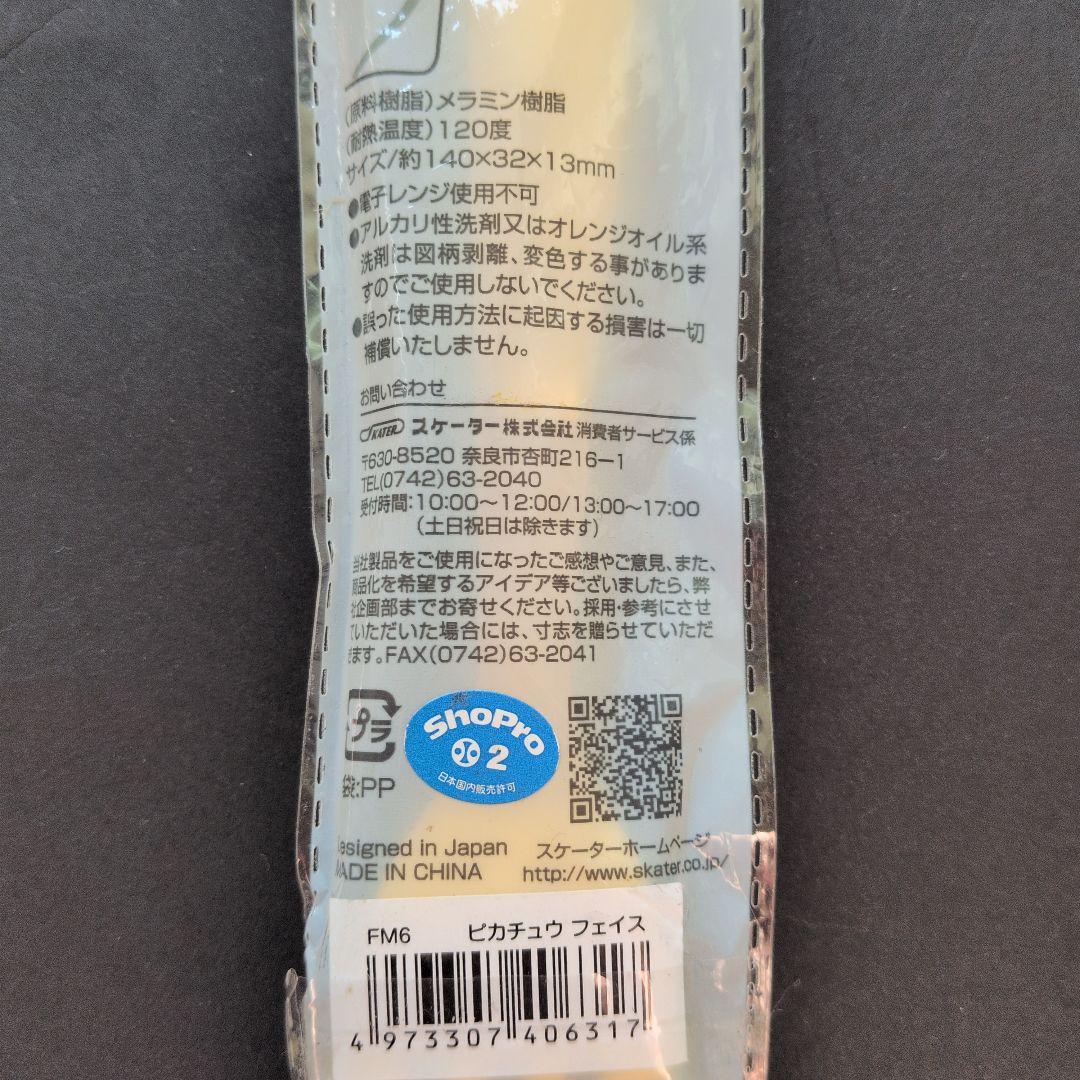 (原料樹脂)メラミン樹脂
(耐熱温度)120度
サイズ/約140×32×13mm
●電子レンジ使用不可
●アルカリ性洗剤又はオレンジオイル系
洗剤は図柄剥離、変色する事がありま
すのでご使用しないでください。
●誤った使用方法に起因する損害は一切
補償いたしません。
お問い合わせ
SKATER スケーター株式会社 消費者サービス係
〒630-8520 奈良市杏町216-1
TEL(0742)63-2040
受付時間:10:00～12:00/13:00～17:00
(土日祝日は除きます)
当社製品をご使用になったご感想やご意見、また、
商品化を希望するアイデア等ございましたら、弊
社企画部までお寄せください。採用・参考にさせ
ていただいた場合には、寸志を贈らせていただ
きます。FAX(0742)63-2041
プラ
袋:PP
ShoPro
2
日本国内販売許可
Designed in Japan
MADE IN CHINA
スケーターホームページ
http://www.skater.co.jp/
FM6 ピカチュウ フェイス
4 973307 406317